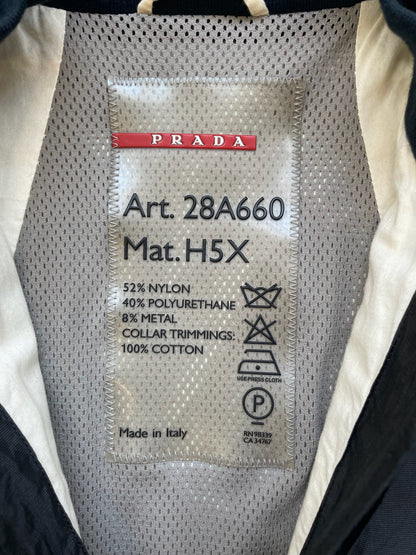 PRADA
Art. 28A660
Mat. H5X
52% NYLON
40% POLYURETHANE
8% METAL
COLLAR TRIMMINGS:
100% COTTON
USE PRESS CLOTH
P
Made in Italy
RN 98339
CA 34767